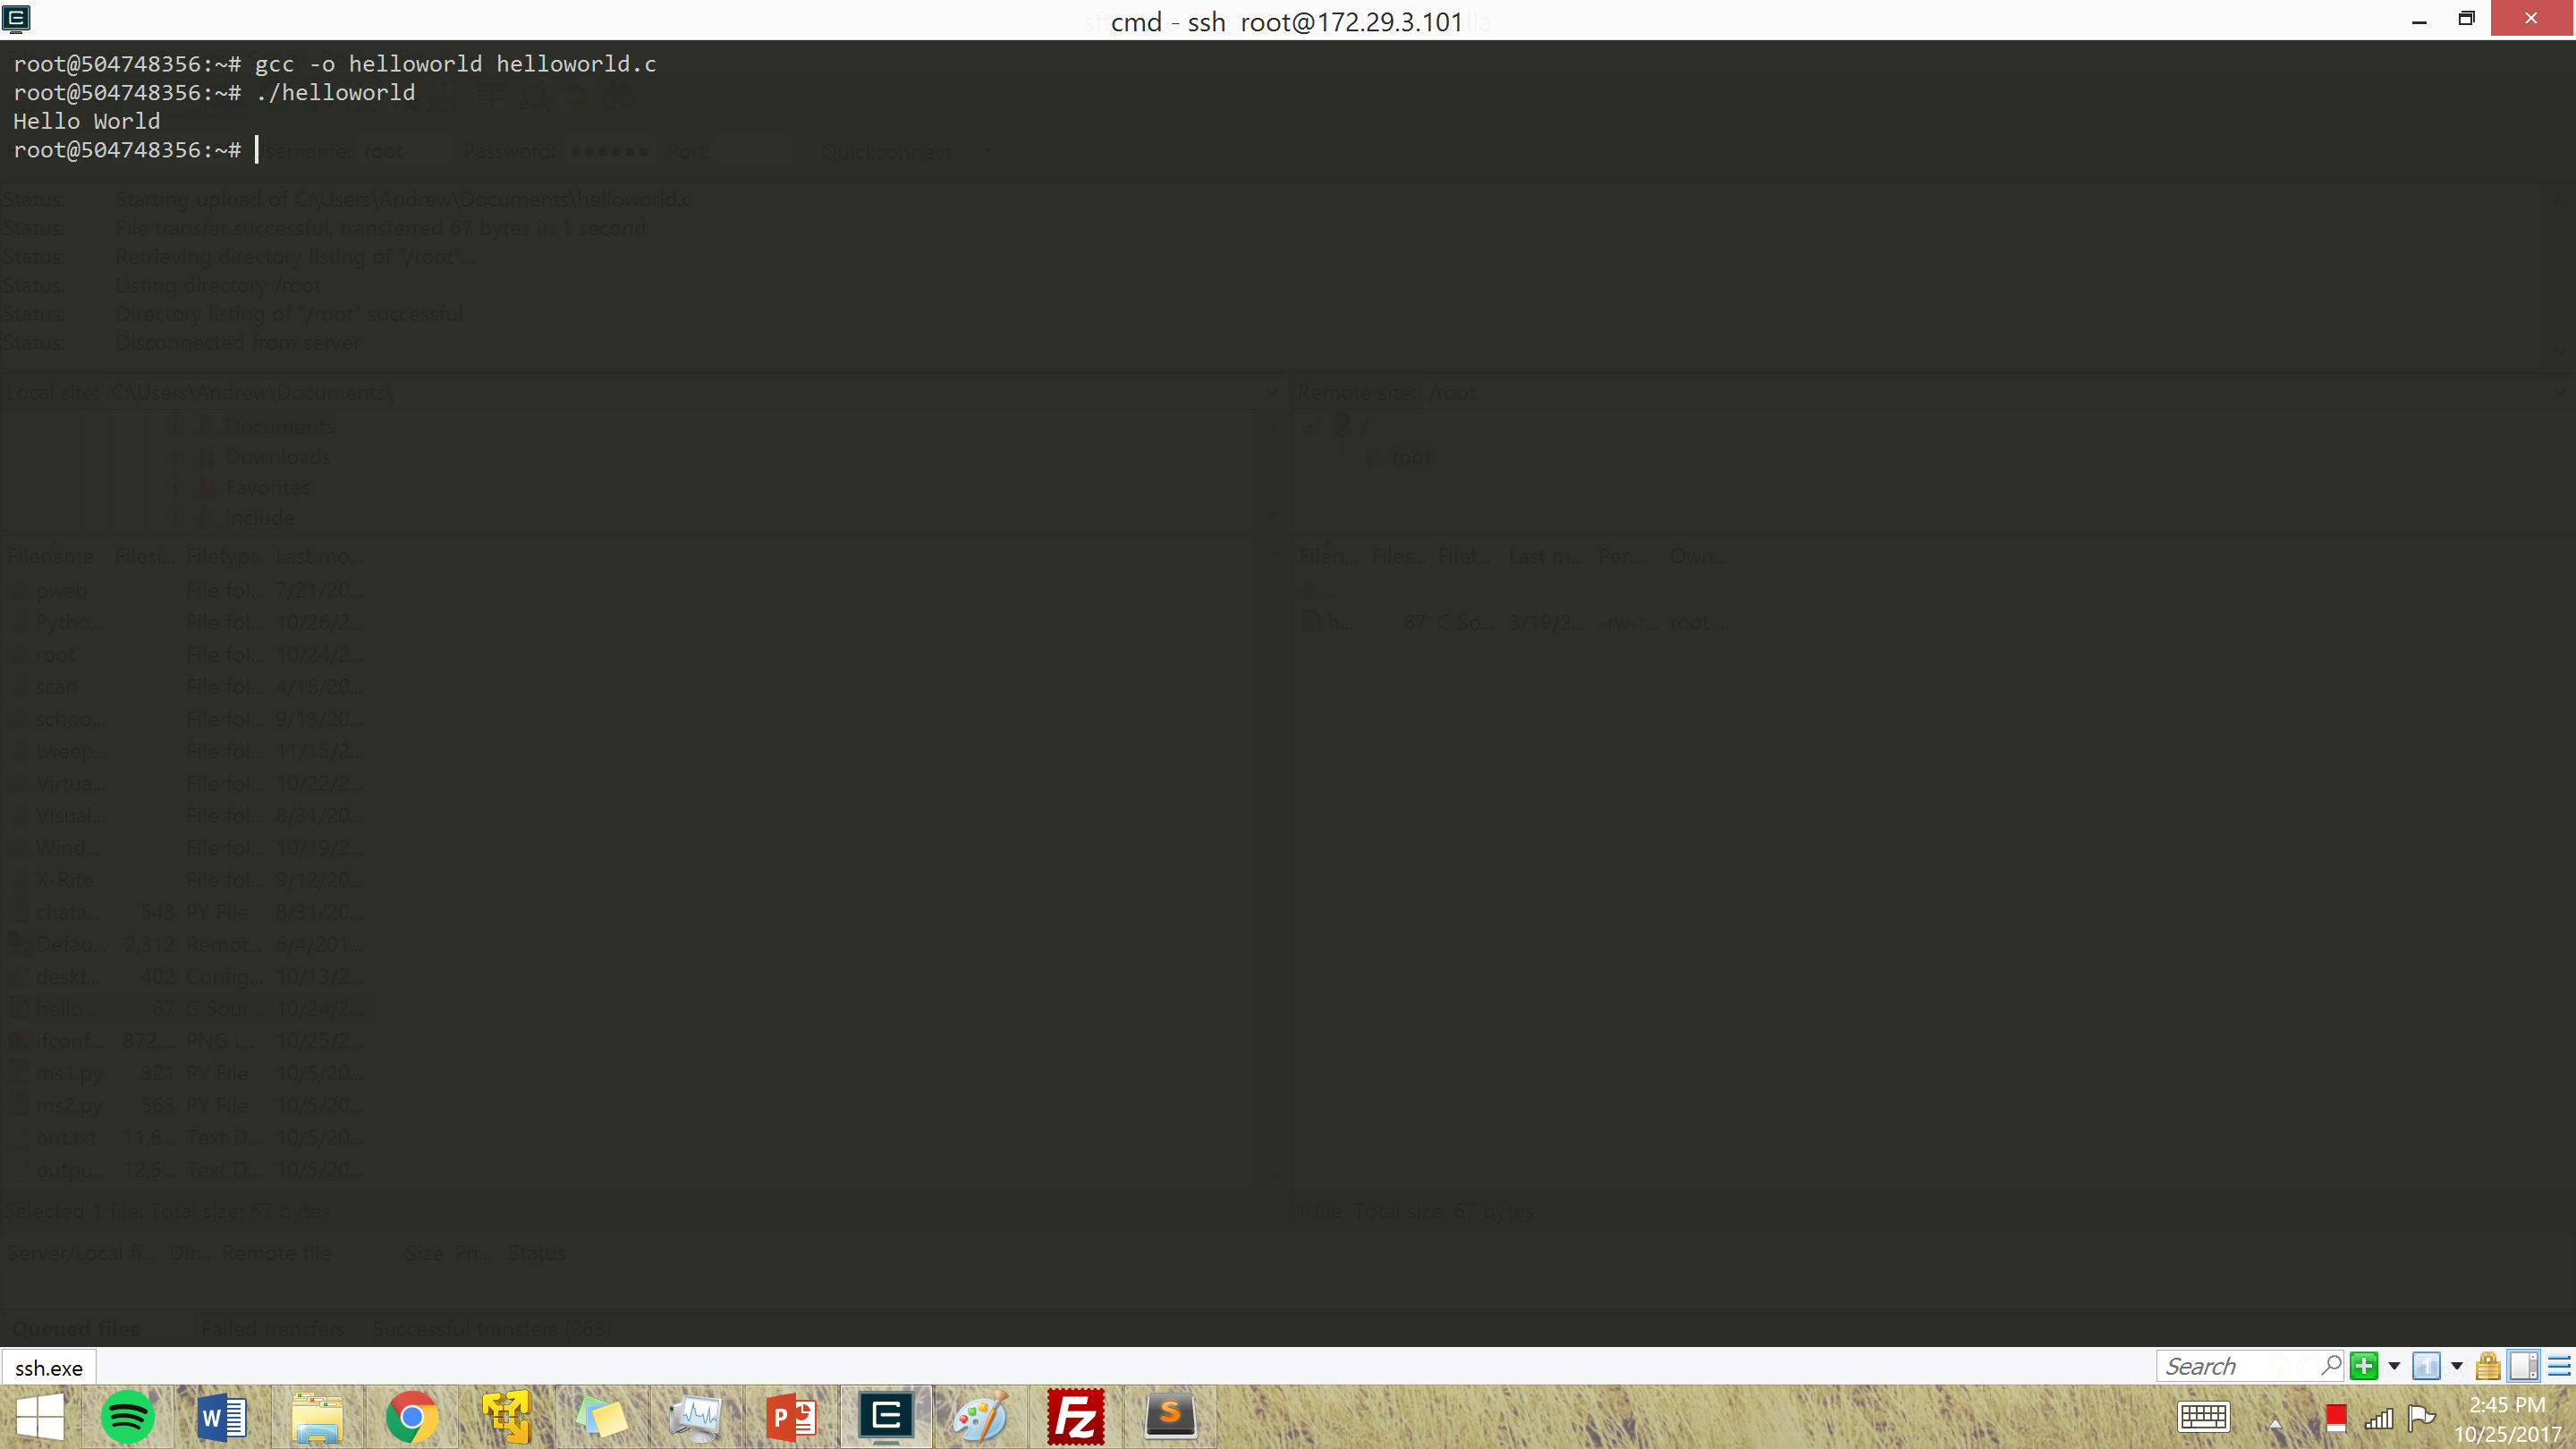 cmd - ssh root@172.29.3.101
root@504748356:~# gcc -o helloworld helloworld.c
root@504748356:~# ./helloworld
Hello World
root@504748356:~#
sername: root Password: ●●●●●● Port: Quickconnect
Status: Starting upload of C:\Users\Andrew\Documents\helloworld.c
Status: File transfer successful, transferred 67 bytes in 1 second
Status: Retrieving directory listing of "/root"...
Status: Listing directory /root
Status: Directory listing of "/root" successful
Status: Disconnected from server
Local site: C:\Users\Andrew\Documents\ Remote site: /root
Documents ? /
Downloads root
Favorites
include
Filename Filesi... Filetype Last mo... Filen... Files... Filet... Last m... Per... Own...
pweb File fol... 7/21/20... ..
Pytho... File fol... 10/26/2... h... 67 C So... 3/19/2... -rw-r... root ...
root File fol... 10/24/2...
scan File fol... 4/18/20...
schoo... File fol... 9/13/20...
tweep... File fol... 11/15/2...
Virtua... File fol... 10/22/2...
Visual... File fol... 8/31/20...
Wind... File fol... 10/19/2...
X-Rite File fol... 9/12/20...
chata... 543 PY File 8/31/20...
Defau... 2,312 Remot... 6/4/201...
deskt... 402 Config... 10/13/2...
hello... 67 C Sour... 10/24/2...
ifconf... 872,... PNG i... 10/25/2...
ms1.py 821 PY File 10/5/20...
ms2.py 563 PY File 10/5/20...
out.txt 11,6... Text D... 10/5/20...
outpu... 12,5... Text D... 10/5/20...
Selected 1 file. Total size: 67 bytes 1 file. Total size: 67 bytes
Server/Local fi... Dir... Remote file Size Pri... Status
Queued files Failed transfers Successful transfers (263)
ssh.exe Search 1
2:45 PM
10/25/2017